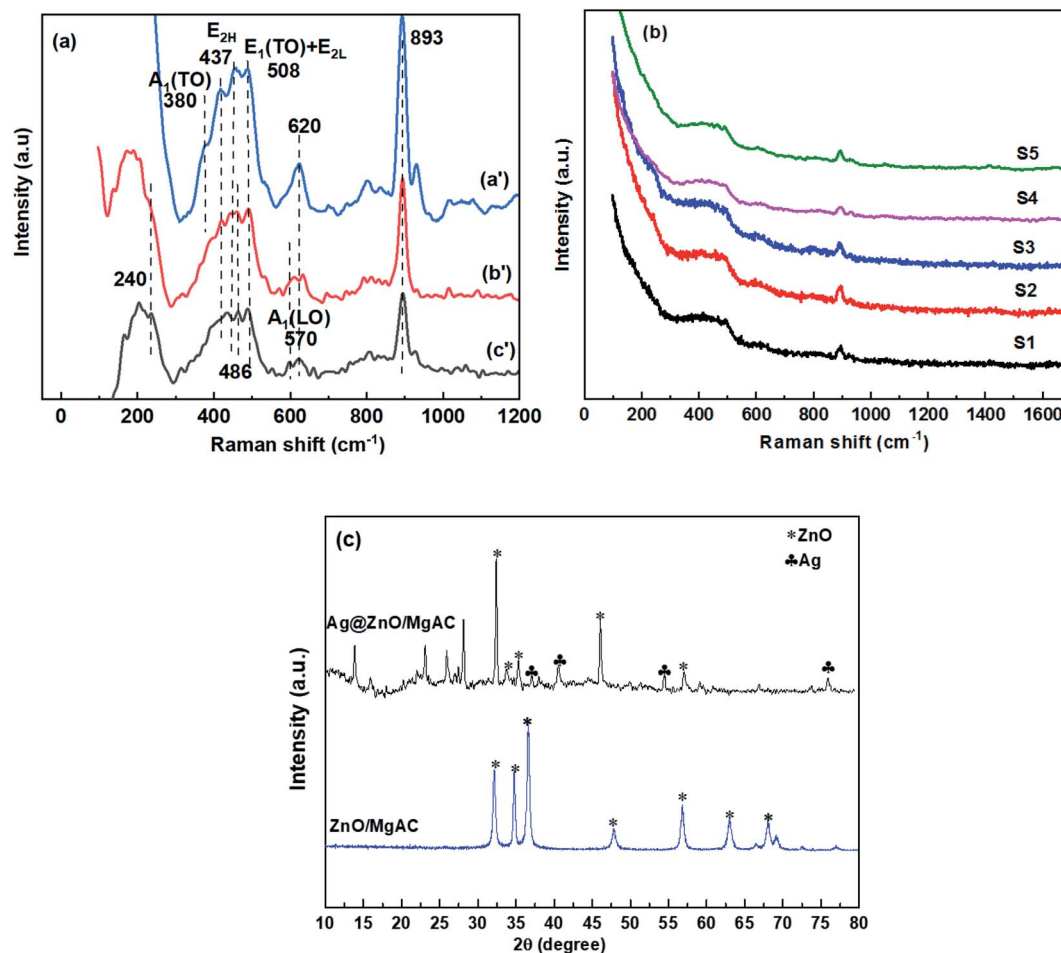 (a)
E2H
437
E1(TO)+E2L
508
893
A1(TO)
380
620
(a')
240
(b')
A1(LO)
570
486
(c')
Intensity (a.u)
0 200 400 600 800 1000 1200
Raman shift (cm-1)
(b)
S5
S4
S3
S2
S1
Intensity (a.u.)
0 200 400 600 800 1000 1200 1400 1600
Raman shift (cm-1)
(c)
*ZnO
♣Ag
Ag@ZnO/MgAC
ZnO/MgAC
Intensity (a.u.)
10 15 20 25 30 35 40 45 50 55 60 65 70 75 80
2θ (degree)